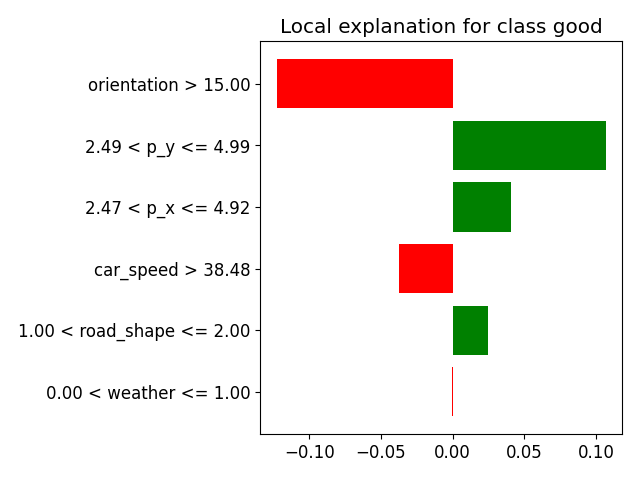 Local explanation for class good
orientation > 15.00
2.49 < p_y <= 4.99
2.47 < p_x <= 4.92
car_speed > 38.48
1.00 < road_shape <= 2.00
0.00 < weather <= 1.00
−0.10 −0.05 0.00 0.05 0.10